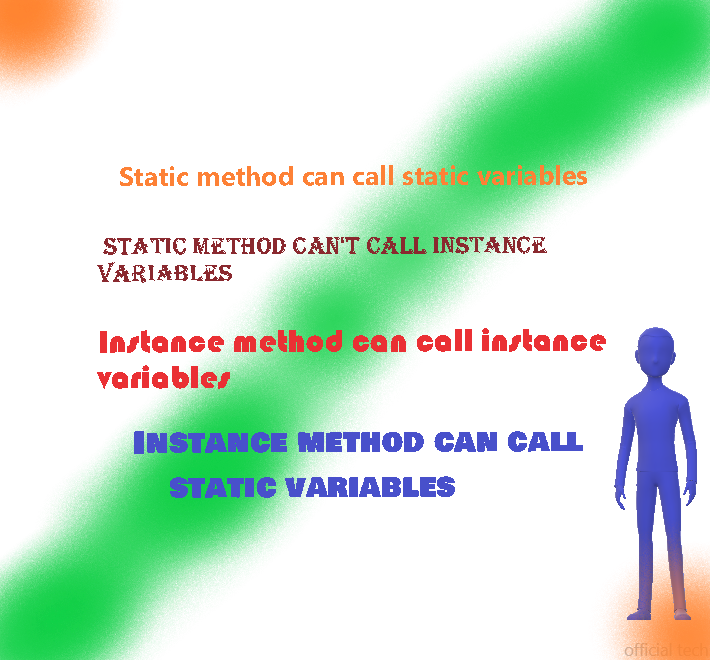 Static method can call static variables
STATIC METHOD CAN'T CALL INSTANCE
VARIABLES
Instance method can call instance
variables
INSTANCE METHOD CAN CALL
STATIC VARIABLES
official tech